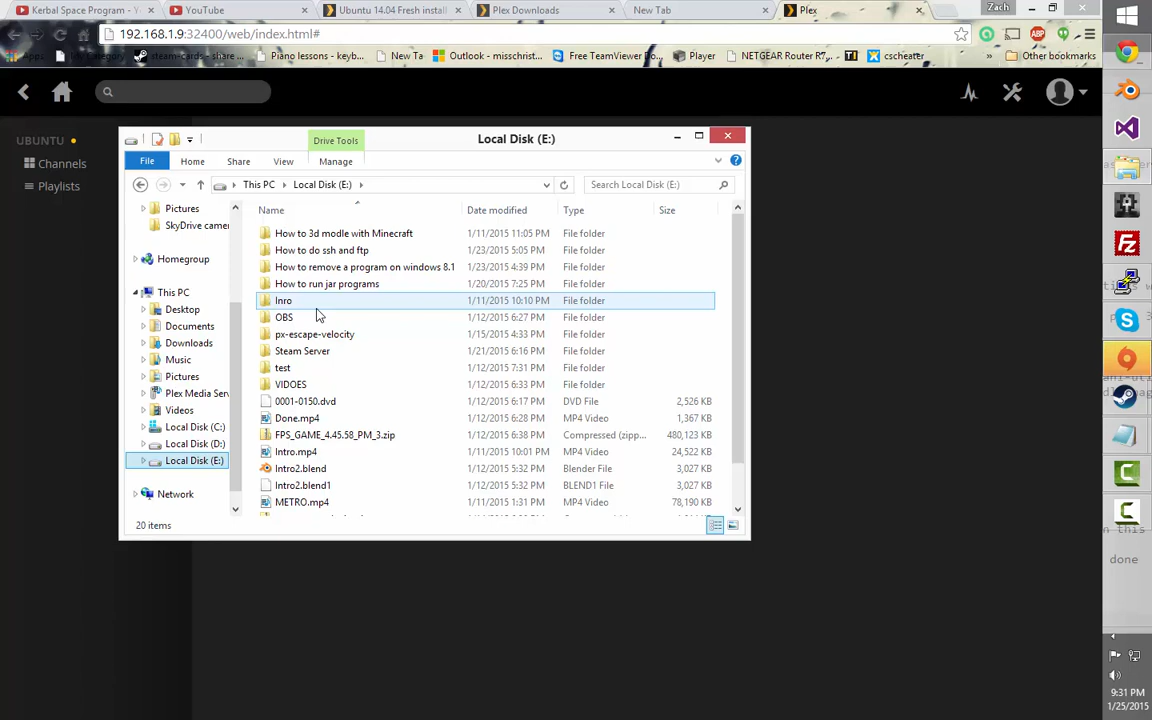 Kerbal Space Program - Y
YouTube
Ubuntu 14.04 Fresh install
Plex Downloads
New Tab
Plex
Zach
192.168.1.9:32400/web/index.html#
ABP
steam-cards - share ...
Piano lessons - keyb...
New Ta
Outlook - misschrist...
Free TeamViewer Do...
Player
NETGEAR Router R7...
cscheater
»
Other bookmarks
UBUNTU
Channels
Playlists
Drive Tools
Local Disk (E:)
File
Home
Share
View
Manage
This PC
Local Disk (E:)
Search Local Disk (E:)
Pictures
SkyDrive camer
Homegroup
This PC
Desktop
Documents
Downloads
Music
Pictures
Plex Media Serv
Videos
Local Disk (C:)
Local Disk (D:)
Local Disk (E:)
Network
Name Date modified Type Size
How to 3d modle with Minecraft 1/11/2015 11:05 PM File folder
How to do ssh and ftp 1/23/2015 5:05 PM File folder
How to remove a program on windows 8.1 1/23/2015 4:39 PM File folder
How to run jar programs 1/20/2015 7:25 PM File folder
Inro 1/11/2015 10:10 PM File folder
OBS 1/12/2015 6:27 PM File folder
px-escape-velocity 1/15/2015 4:33 PM File folder
Steam Server 1/21/2015 6:16 PM File folder
test 1/12/2015 7:31 PM File folder
VIDOES 1/12/2015 6:33 PM File folder
0001-0150.dvd 1/12/2015 6:17 PM DVD File 2,526 KB
Done.mp4 1/12/2015 6:28 PM MP4 Video 1,367 KB
FPS_GAME_4.45.58_PM_3.zip 1/12/2015 6:38 PM Compressed (zipp... 480,123 KB
Intro.mp4 1/11/2015 10:01 PM MP4 Video 24,522 KB
Intro2.blend 1/12/2015 5:32 PM Blender File 3,027 KB
Intro2.blend1 1/12/2015 5:32 PM BLEND1 File 3,027 KB
METRO.mp4 1/11/2015 1:31 PM MP4 Video 78,190 KB
20 items
n this
done
9:31 PM
1/25/2015